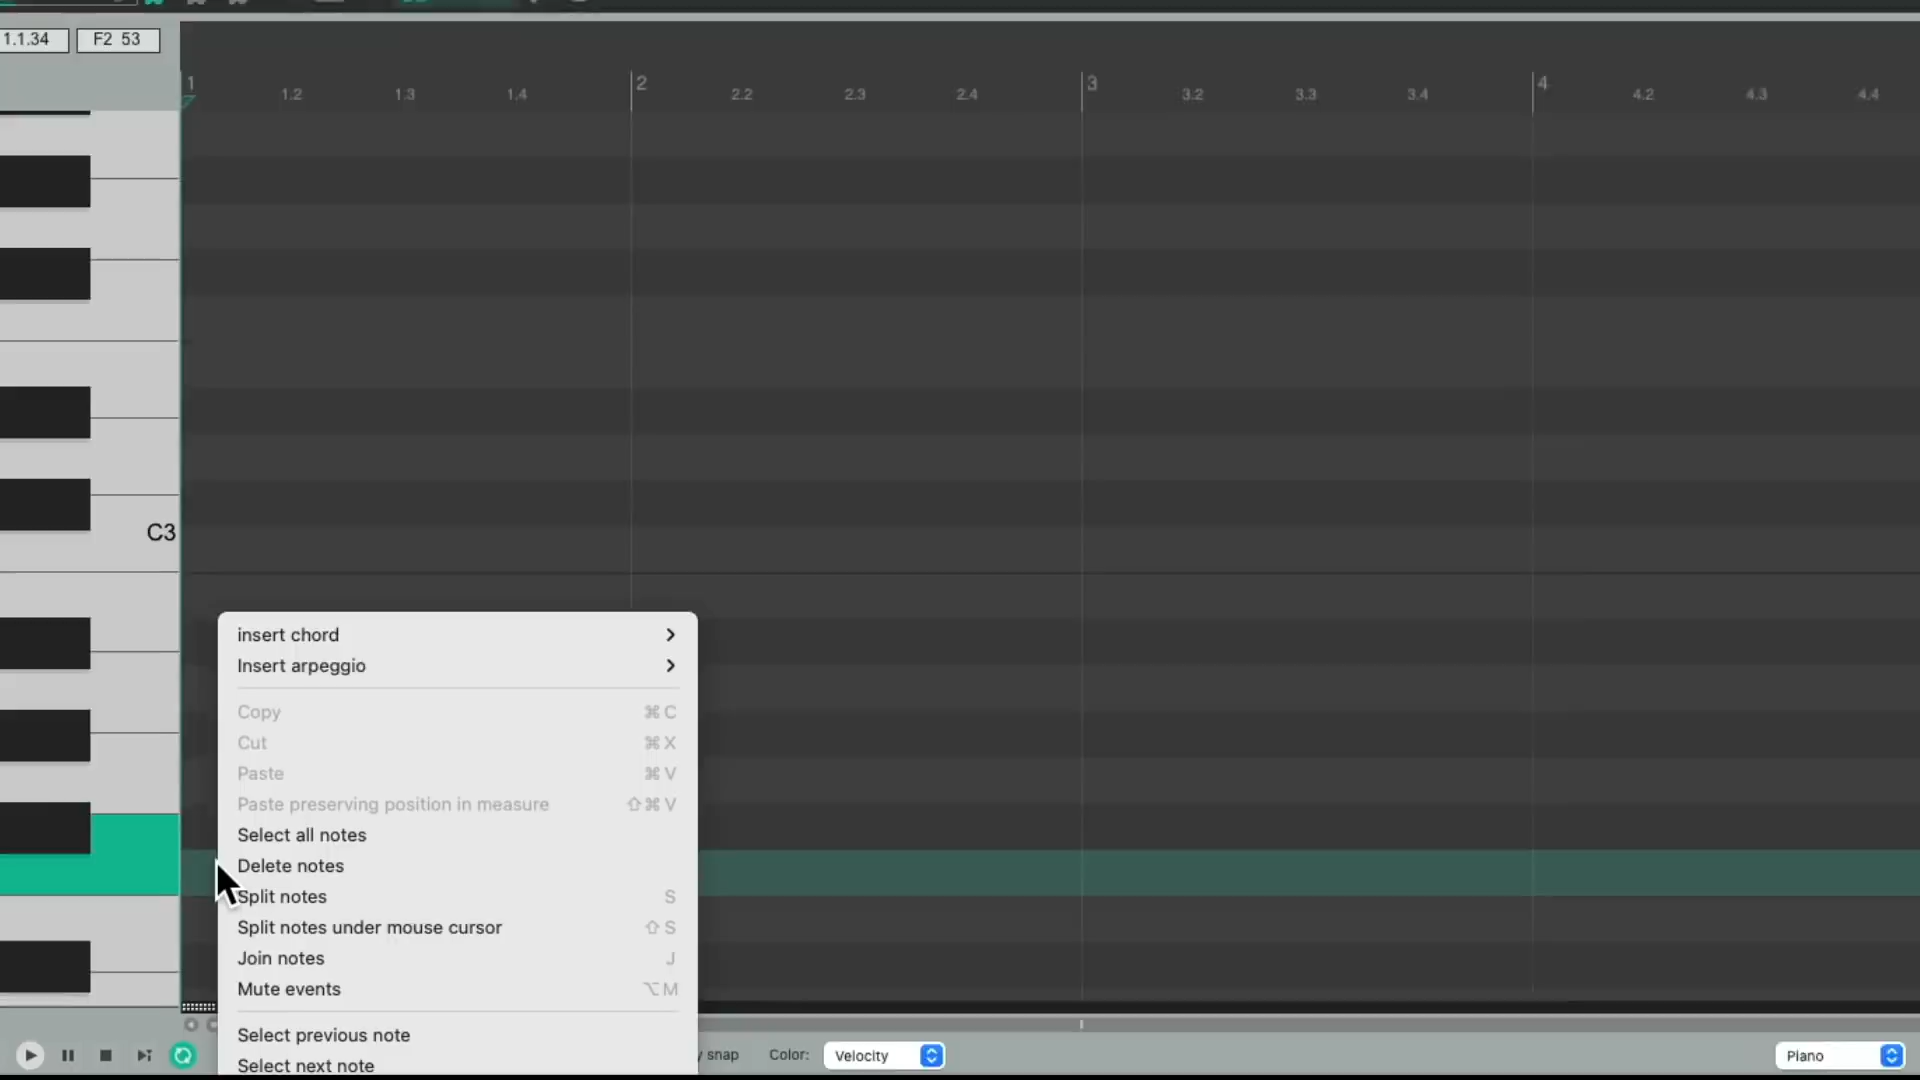 1.1.34 F2 53
1 1.2 1.3 1.4 2 2.2 2.3 2.4 3 3.2 3.3 3.4 4 4.2 4.3 4.4
C3
insert chord
Insert arpeggio
Copy ⌘ C
Cut ⌘ X
Paste ⌘ V
Paste preserving position in measure ⇧ ⌘ V
Select all notes
Delete notes
Split notes S
Split notes under mouse cursor ⇧ S
Join notes J
Mute events ⌥ M
Select previous note
Select next note
snap Color: Velocity Piano